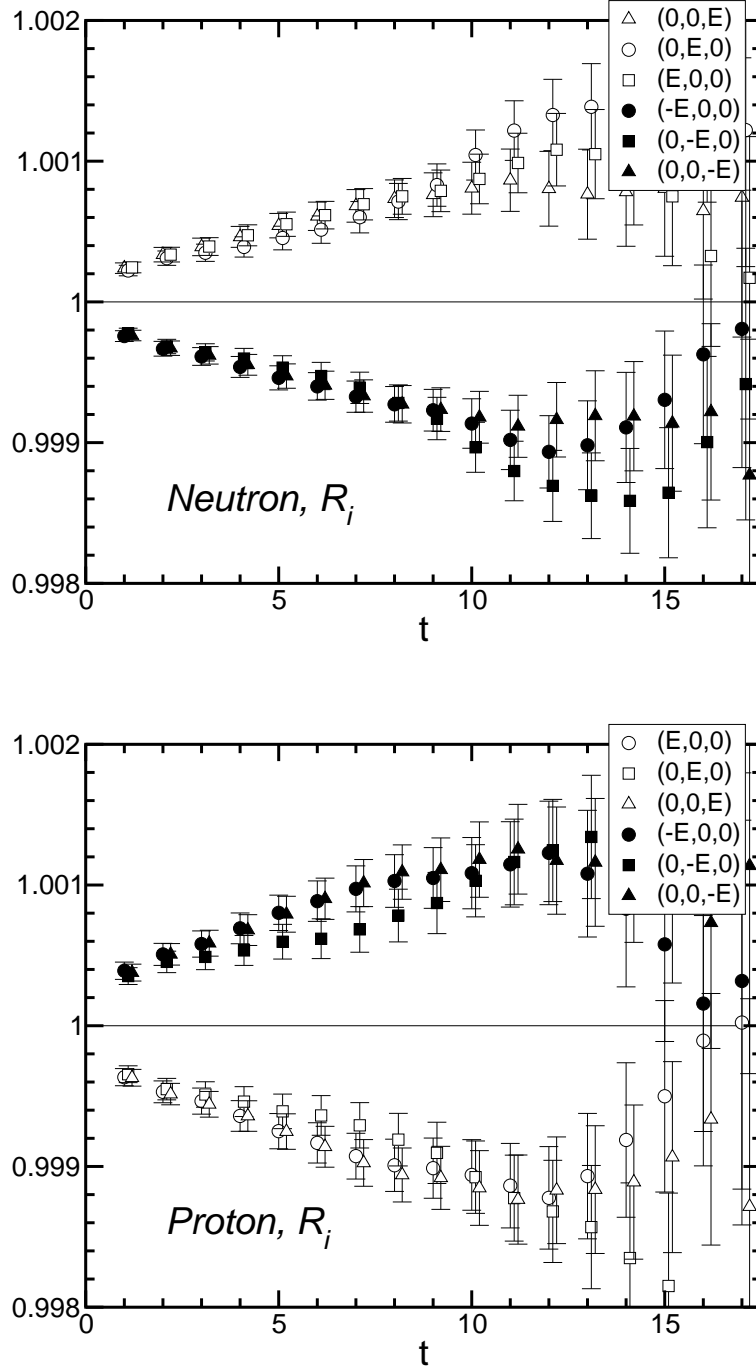 1.002
(0,0,E)
(0,E,0)
(E,0,0)
(-E,0,0)
(0,-E,0)
(0,0,-E)
1.001
1
0.999
Neutron, R_i
0.998
0 5 10 15
t
1.002
(E,0,0)
(0,E,0)
(0,0,E)
(-E,0,0)
(0,-E,0)
(0,0,-E)
1.001
1
0.999
Proton, R_i
0.998
0 5 10 15
t